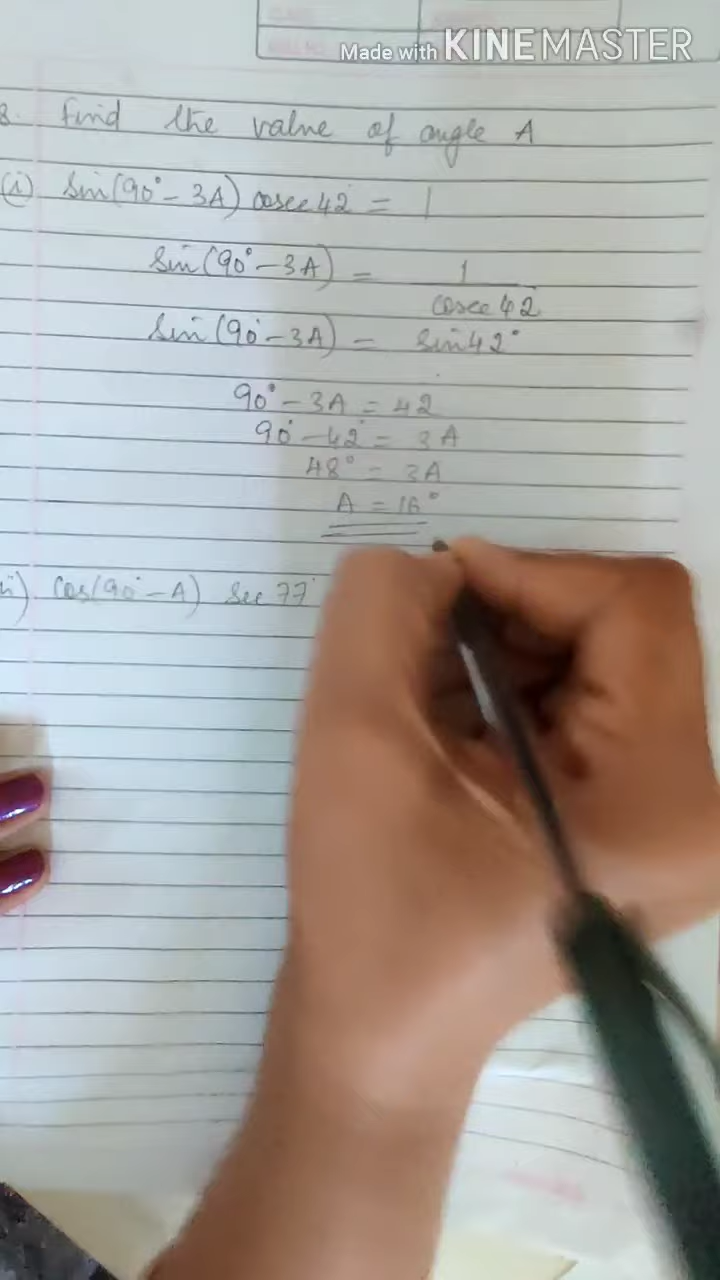 Made with KINEMASTER
8. Find the value of angle A
(i) Sin(90° - 3A) cosec 42° = 1
Sin(90° - 3A) = 1
cosec 42
Sin(90° - 3A) = Sin 42°
90° - 3A = 42
90° - 42° = 3A
48° = 3A
A = 16°
ii) Cos(90° - A) Sec 77°